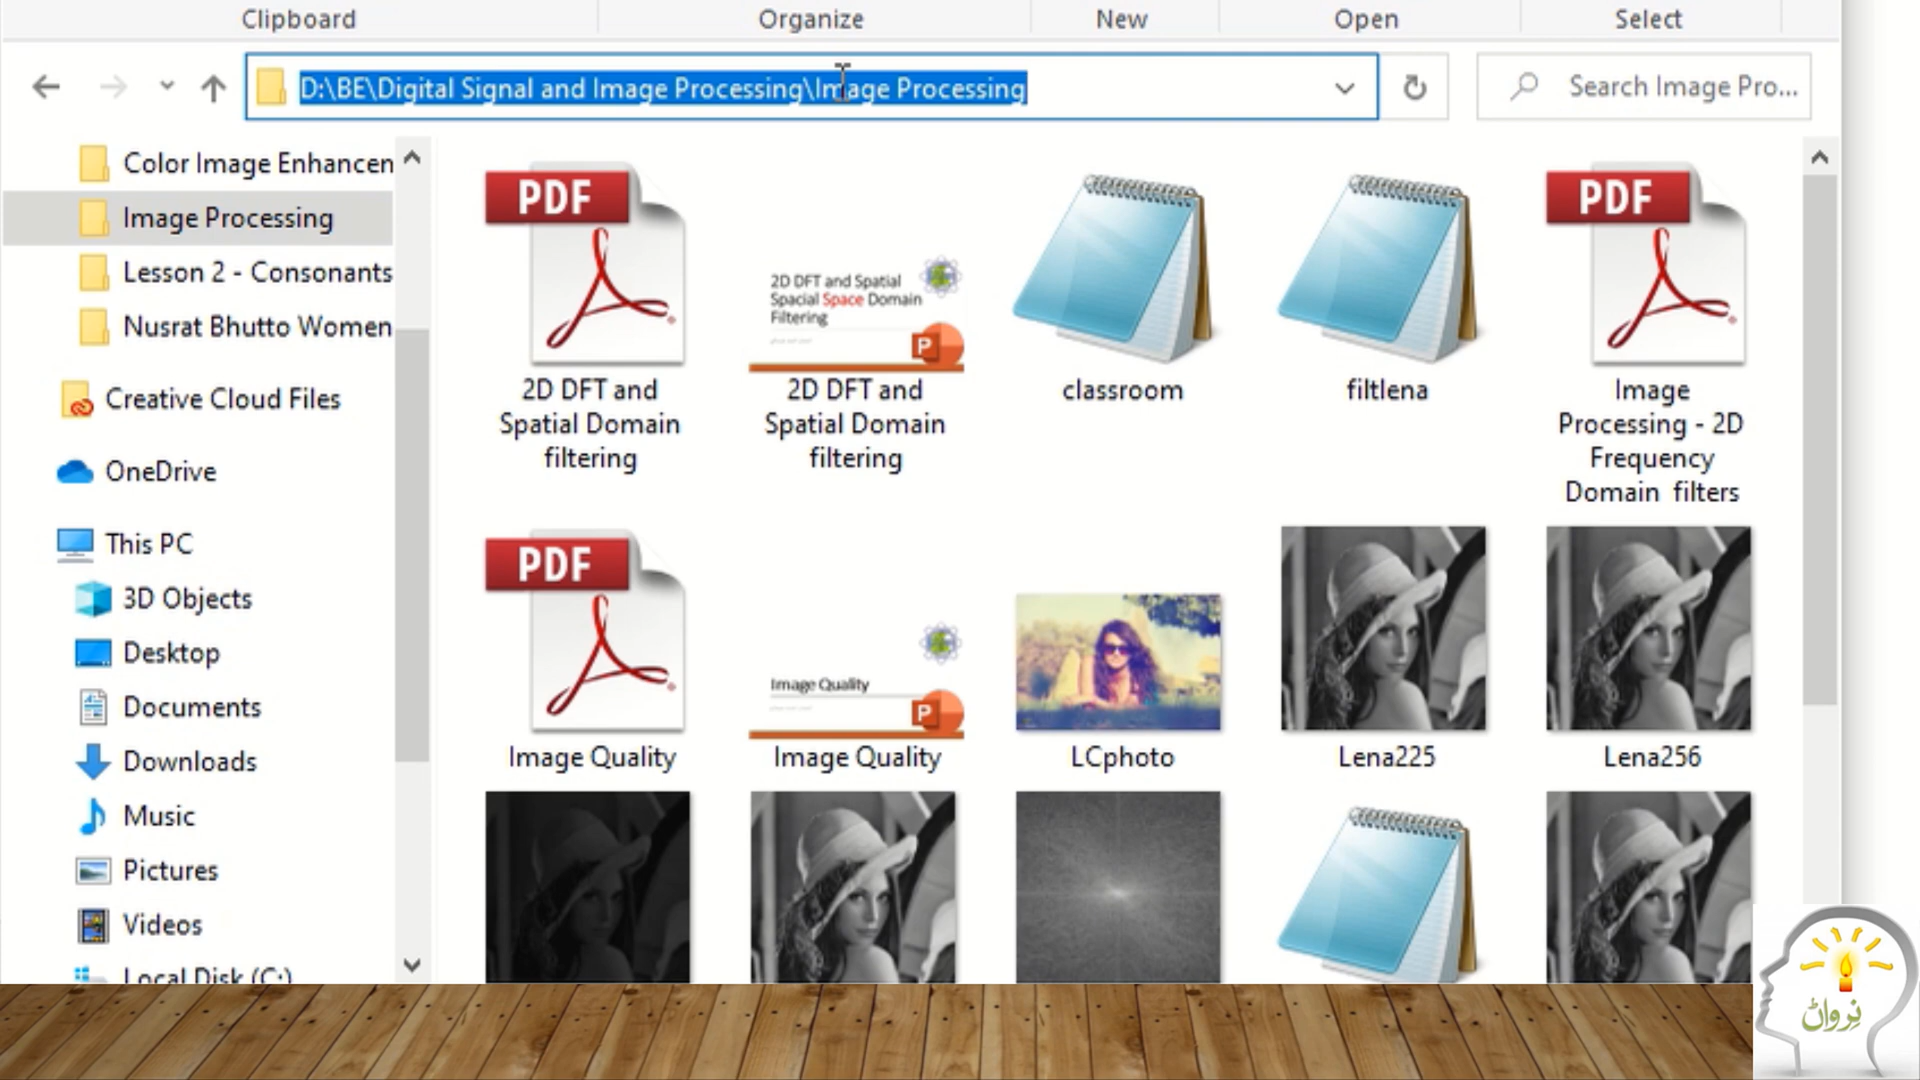 Clipboard
Organize
New
Open
Select
D:\BE\Digital Signal and Image Processing\Image Processing
Search Image Pro...
Color Image Enhancen
Image Processing
Lesson 2 - Consonants
Nusrat Bhutto Women
Creative Cloud Files
OneDrive
This PC
3D Objects
Desktop
Documents
Downloads
Music
Pictures
Videos
Local Disk (C:)
PDF
2D DFT and
Spatial Domain
filtering
2D DFT and Spatial
Spacial Space Domain
Filtering
P
2D DFT and
Spatial Domain
filtering
classroom
filtlena
PDF
Image
Processing - 2D
Frequency
Domain filters
PDF
Image Quality
Image Quality
P
Image Quality
LCphoto
Lena225
Lena256
نرواڻ